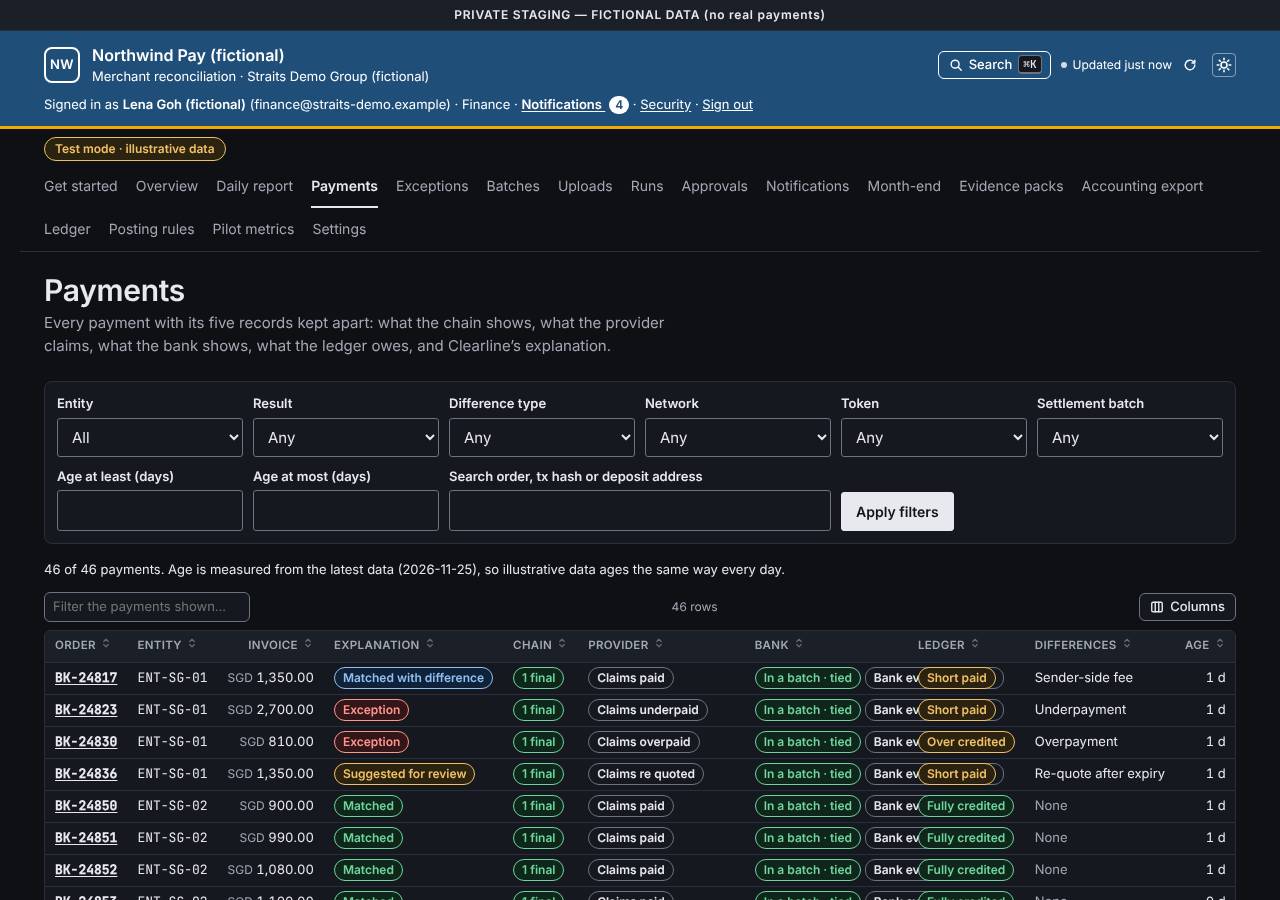 PRIVATE STAGING — FICTIONAL DATA (no real payments)
NW
Northwind Pay (fictional)
Merchant reconciliation · Straits Demo Group (fictional)
Search ⌘K
Updated just now
Signed in as Lena Goh (fictional) (finance@straits-demo.example) · Finance · Notifications 4 · Security · Sign out
Test mode · illustrative data
Get started Overview Daily report Payments Exceptions Batches Uploads Runs Approvals Notifications Month-end Evidence packs Accounting export
Ledger Posting rules Pilot metrics Settings
Payments
Every payment with its five records kept apart: what the chain shows, what the provider
claims, what the bank shows, what the ledger owes, and Clearline’s explanation.
Entity Result Difference type Network Token Settlement batch
All Any Any Any Any Any
Age at least (days) Age at most (days) Search order, tx hash or deposit address
Apply filters
46 of 46 payments. Age is measured from the latest data (2026-11-25), so illustrative data ages the same way every day.
Filter the payments shown... 46 rows Columns
ORDER ENTITY INVOICE EXPLANATION CHAIN PROVIDER BANK LEDGER DIFFERENCES AGE
BK-24817 ENT-SG-01 SGD 1,350.00 Matched with difference 1 final Claims paid In a batch · tied Bank Short paid Sender-side fee 1 d
BK-24823 ENT-SG-01 SGD 2,700.00 Exception 1 final Claims underpaid In a batch · tied Bank Short paid Underpayment 1 d
BK-24830 ENT-SG-01 SGD 810.00 Exception 1 final Claims overpaid In a batch · tied Bank Over credited Overpayment 1 d
BK-24836 ENT-SG-01 SGD 1,350.00 Suggested for review 1 final Claims re quoted In a batch · tied Bank Short paid Re-quote after expiry 1 d
BK-24850 ENT-SG-02 SGD 900.00 Matched 1 final Claims paid In a batch · tied Bank Fully credited None 1 d
BK-24851 ENT-SG-02 SGD 990.00 Matched 1 final Claims paid In a batch · tied Bank Fully credited None 1 d
BK-24852 ENT-SG-02 SGD 1,080.00 Matched 1 final Claims paid In a batch · tied Bank Fully credited None 1 d